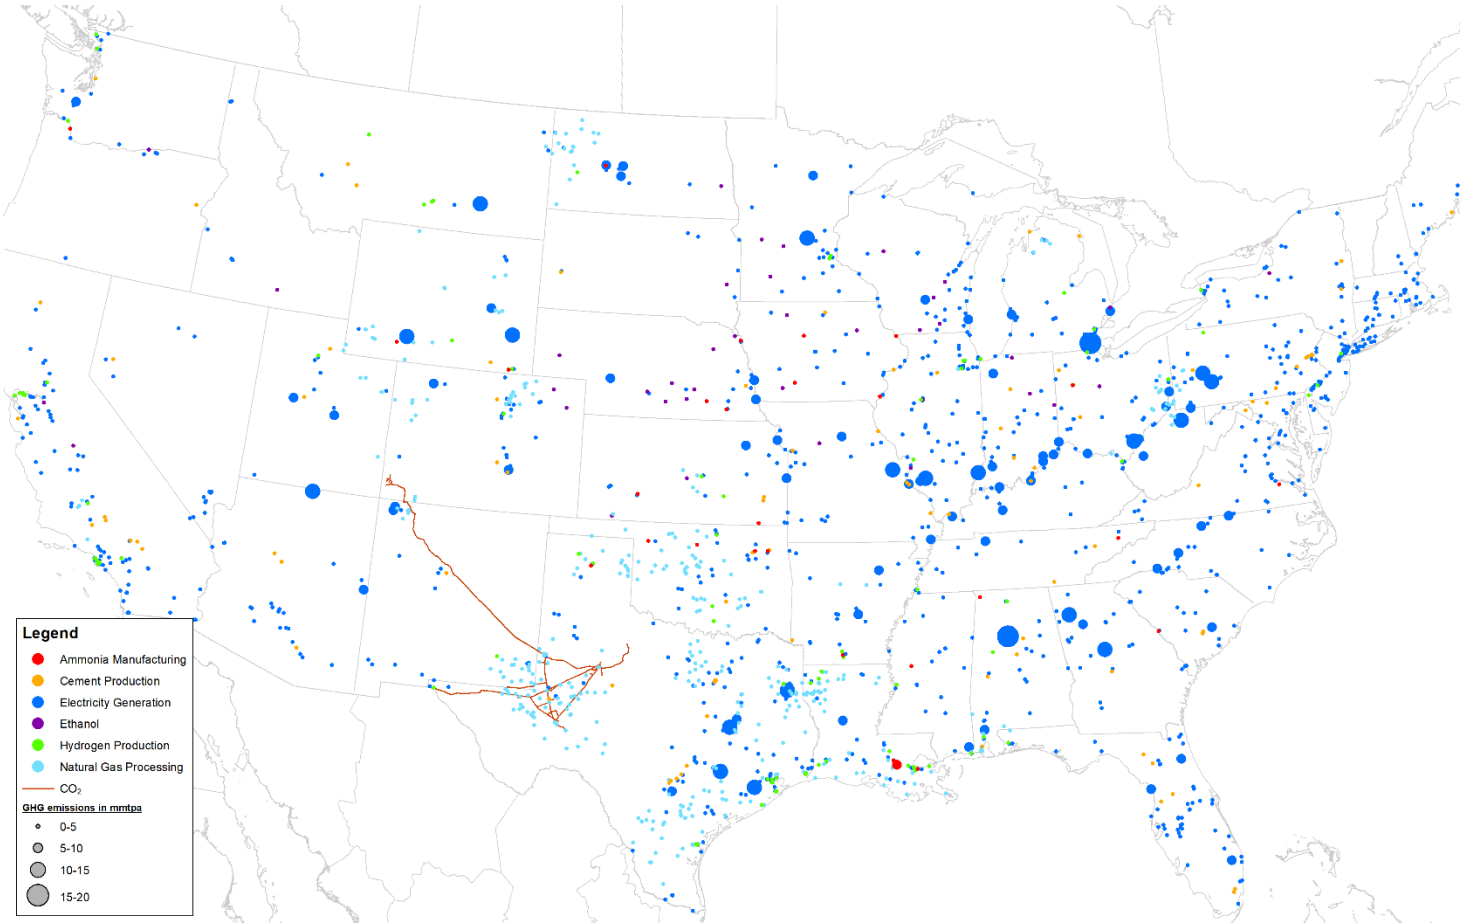 Legend
Ammonia Manufacturing
Cement Production
Electricity Generation
Ethanol
Hydrogen Production
Natural Gas Processing
CO₂
GHG emissions in mmtpa
0-5
5-10
10-15
15-20